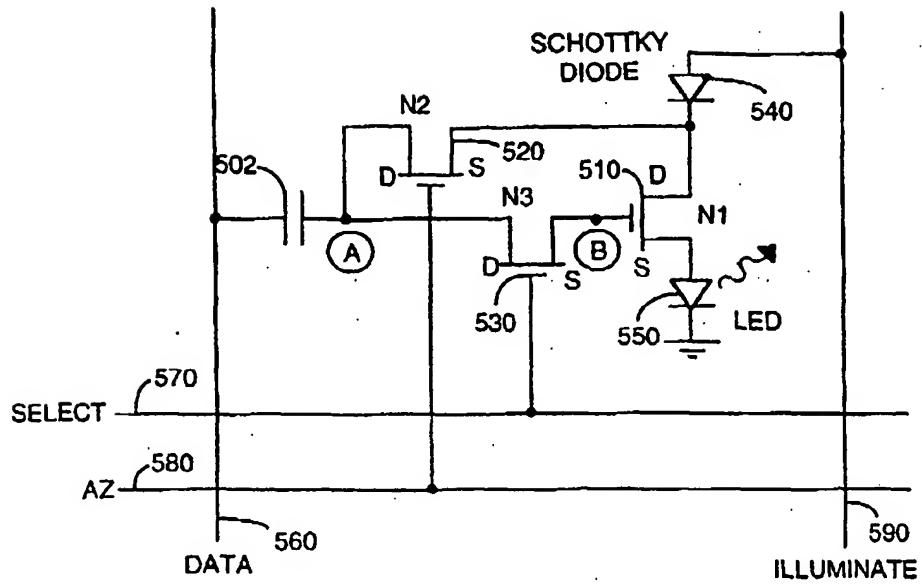 SCHOTTKY
DIODE
540
N2
502
520
510
D
D
S
N3
N1
A
B
D
S
S
530
550
LED
570
SELECT
580
AZ
560
590
DATA
ILLUMINATE